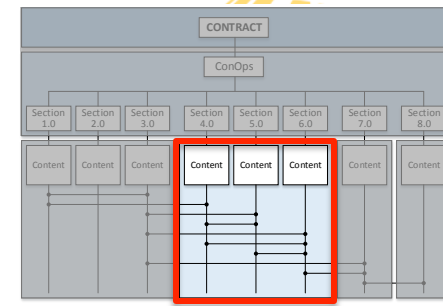 CONTRACT
ConOps
Section Section Section Section Section Section Section Section
1.0 2.0 3.0 4.0 5.0 6.0 7.0 8.0
Content Content Content Content Content Content Content Content